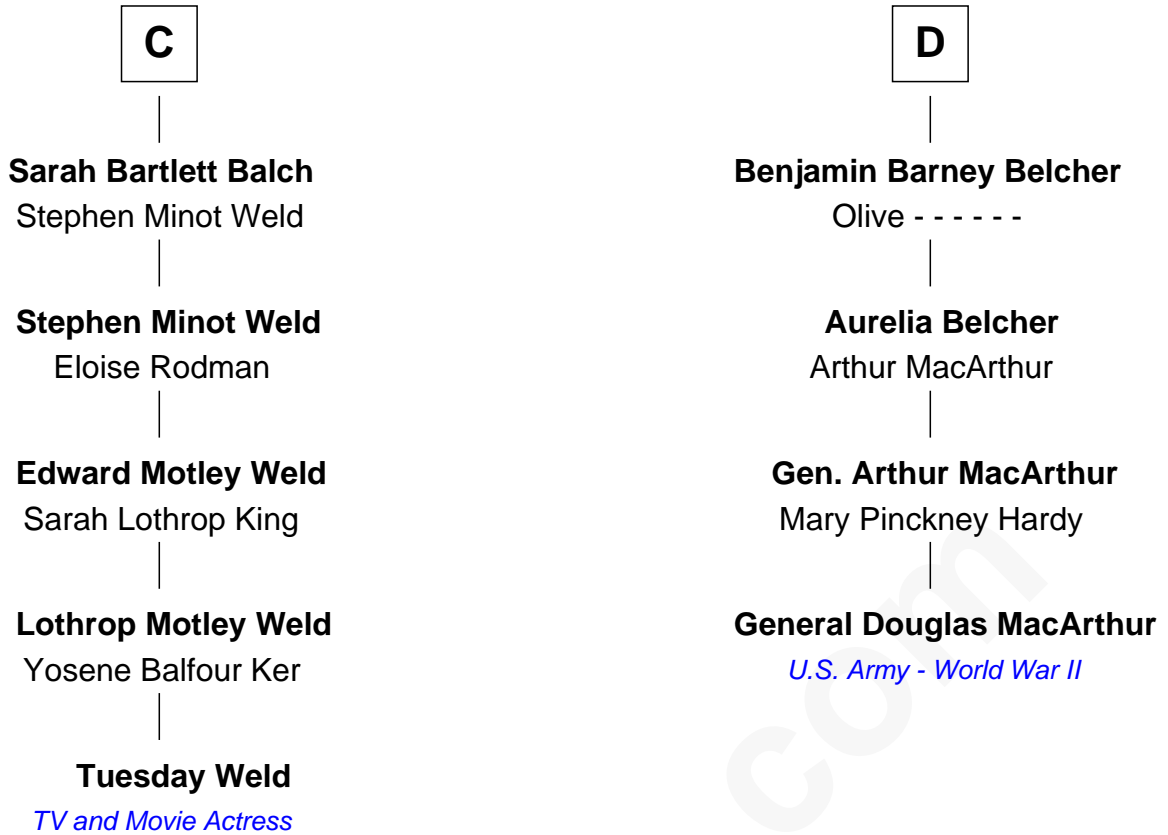 C
Sarah Bartlett Balch
Stephen Minot Weld
Stephen Minot Weld
Eloise Rodman
Edward Motley Weld
Sarah Lothrop King
Lothrop Motley Weld
Yosene Balfour Ker
Tuesday Weld
TV and Movie Actress
D
Benjamin Barney Belcher
Olive - - - - - -
Aurelia Belcher
Arthur MacArthur
Gen. Arthur MacArthur
Mary Pinckney Hardy
General Douglas MacArthur
U.S. Army - World War II
com